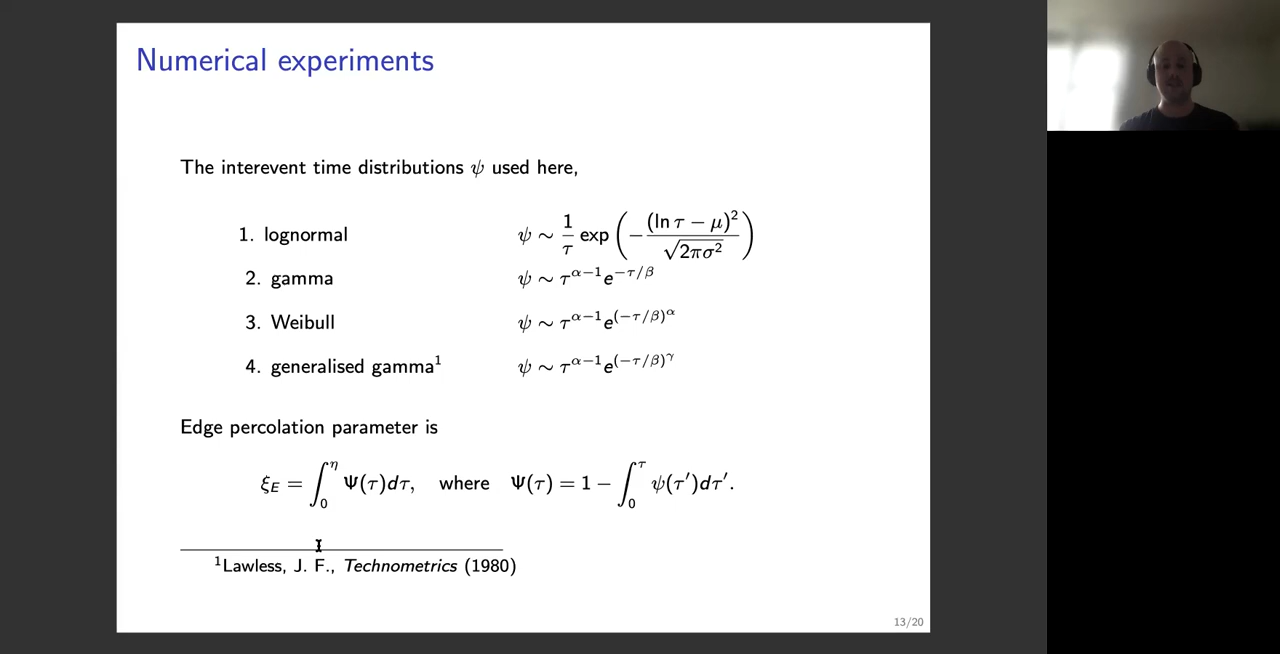 Numerical experiments
The interevent time distributions ψ used here,
1. lognormal ψ ∼ 1/τ exp(−(ln τ − μ)²/√(2πσ²))
2. gamma ψ ∼ τ^{α−1}e^{−τ/β}
3. Weibull ψ ∼ τ^{α−1}e^{(−τ/β)^α}
4. generalised gamma¹ ψ ∼ τ^{α−1}e^{(−τ/β)^γ}
Edge percolation parameter is
ξ_E = ∫_0^η Ψ(τ)dτ, where Ψ(τ) = 1 − ∫_0^τ ψ(τ′)dτ′.
¹Lawless, J. F., Technometrics (1980)
13/20